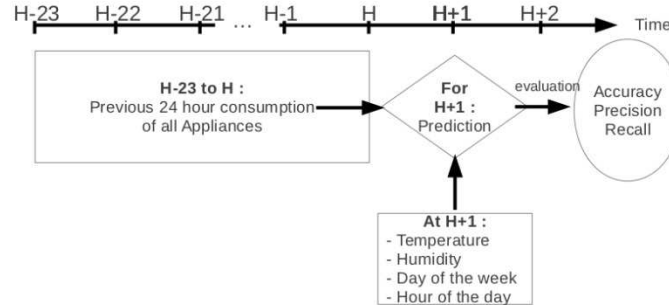 H-23 H-22 H-21 ... H-1 H H+1 H+2
Time
H-23 to H :
Previous 24 hour consumption
of all Appliances
For
H+1 :
Prediction
evaluation
Accuracy
Precision
Recall
At H+1 :
- Temperature
- Humidity
- Day of the week
- Hour of the day